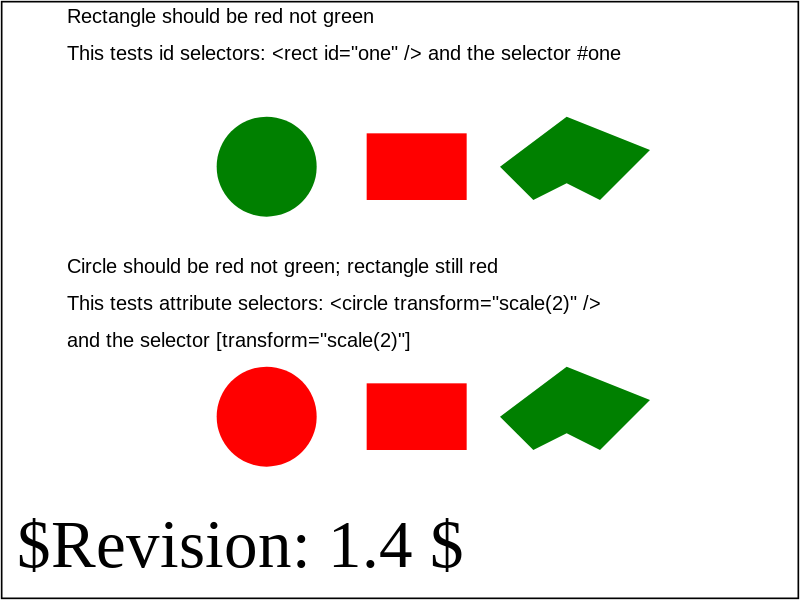 Rectangle should be red not green
This tests id selectors: <rect id="one" /> and the selector #one
Circle should be red not green; rectangle still red
This tests attribute selectors: <circle transform="scale(2)" />
and the selector [transform="scale(2)"]
$Revision: 1.4 $